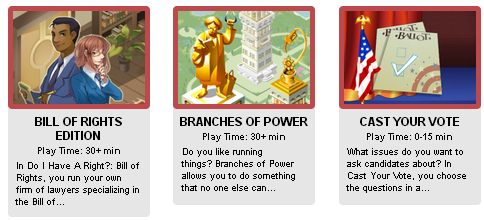 BALLOT
BALLOT
BILL OF RIGHTS
EDITION
Play Time: 30+ min
In Do I Have A Right?: Bill of
Rights, you run your own
firm of lawyers specializing in
the Bill of...
BRANCHES OF POWER
Play Time: 30+ min
Do you like running
things? Branches of Power
allows you to do something
that no one else can...
CAST YOUR VOTE
Play Time: 0-15 min
What issues do you want to
ask candidates about? In
Cast Your Vote, you choose
the questions in a...